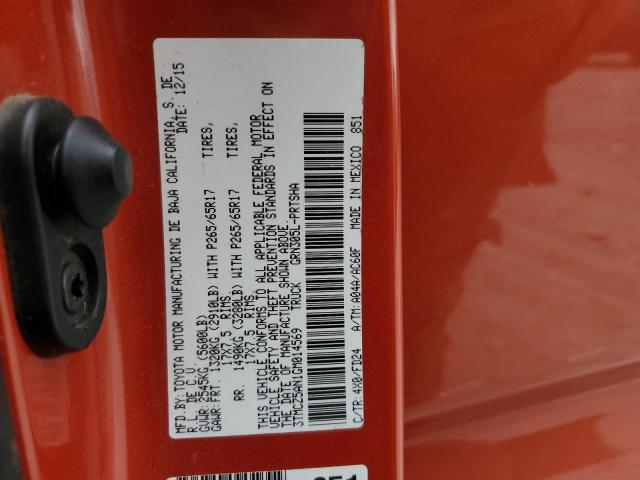 MFD.BY: TOYOTA MOTOR MANUFACTURING DE BAJA CALIFORNIA, S. DE
R.L. DE C.V. DATE: 12/15
GVWR: 2545KG (5600LB)
GAWR: FRT. 1320KG (2910LB) WITH P265/65R17 TIRES,
17X7.5 RIMS,
RR. 1490KG (3280LB) WITH P265/65R17 TIRES,
17X7.5 RIMS.
THIS VEHICLE CONFORMS TO ALL APPLICABLE FEDERAL MOTOR
VEHICLE SAFETY AND THEFT PREVENTION STANDARDS IN EFFECT ON
THE DATE OF MANUFACTURE SHOWN ABOVE.
3TMCZ5AN1GM014569 TRUCK GRN305L-PRTSHA
C/TR: 4X0/FD24 A/TM: A04A/AC60F MADE IN MEXICO 851
851